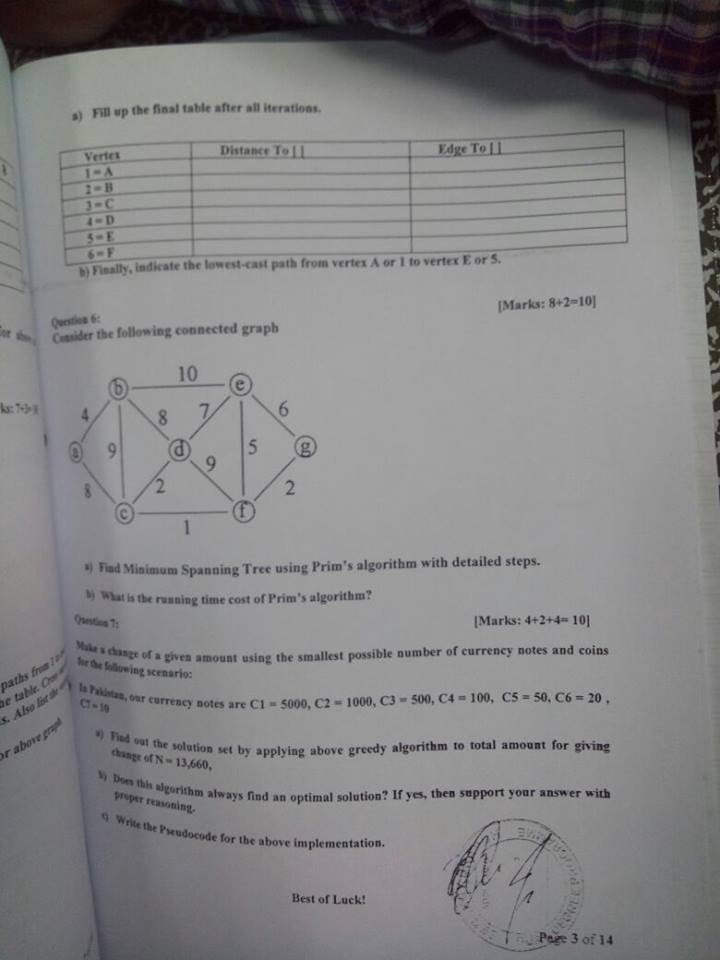 a) Fill up the final table after all iterations.
Vertex Distance To [ ] Edge To [ ]
1=A
2=B
3=C
4=D
5=E
6=F
b) Finally, indicate the lowest-cast path from vertex A or 1 to vertex E or 5.
[Marks: 8+2=10]
Question 6:
Consider the following connected graph
10
b e
4 8 7 6
a 9 d 5 g
9
8 2 2
c f
1
a) Find Minimum Spanning Tree using Prim's algorithm with detailed steps.
b) What is the running time cost of Prim's algorithm?
Question 7: [Marks: 4+2+4= 10]
Make a change of a given amount using the smallest possible number of currency notes and coins
for the following scenario:
In Pakistan, our currency notes are C1 = 5000, C2 = 1000, C3 = 500, C4 = 100, C5 = 50, C6 = 20 ,
C7 = 10
a) Find out the solution set by applying above greedy algorithm to total amount for giving
change of N = 13,660,
b) Does this algorithm always find an optimal solution? If yes, then support your answer with
proper reasoning.
c) Write the Pseudocode for the above implementation.
Best of Luck!
Page 3 of 14
paths from 1
he table.
s. Also list the
or above graph